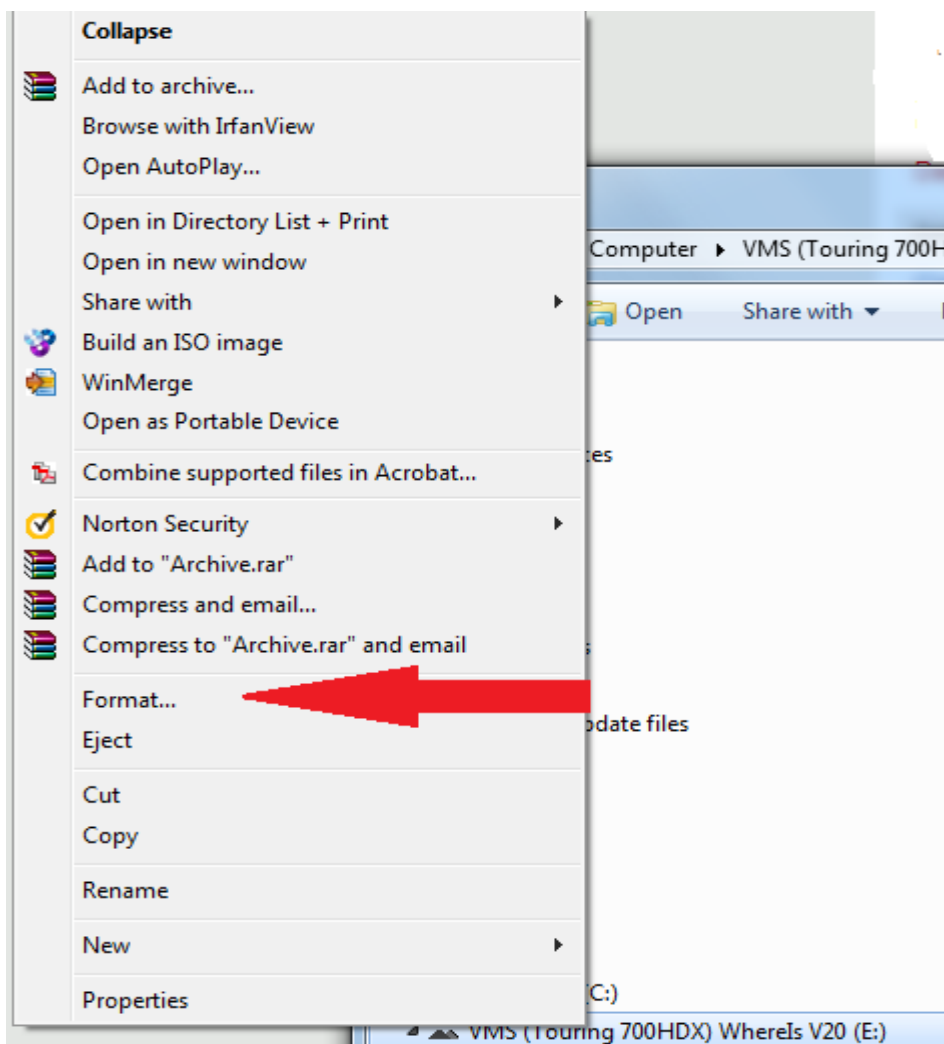 Collapse
Add to archive...
Browse with IrfanView
Open AutoPlay...
Open in Directory List + Print
Open in new window
Share with
Build an ISO image
WinMerge
Open as Portable Device
Combine supported files in Acrobat...
Norton Security
Add to "Archive.rar"
Compress and email...
Compress to "Archive.rar" and email
Format...
Eject
Cut
Copy
Rename
New
Properties
Computer VMS (Touring 700H
Open Share with
date files
(C:)
VMS (Touring 700HDX) WhereIs V20 (E:)